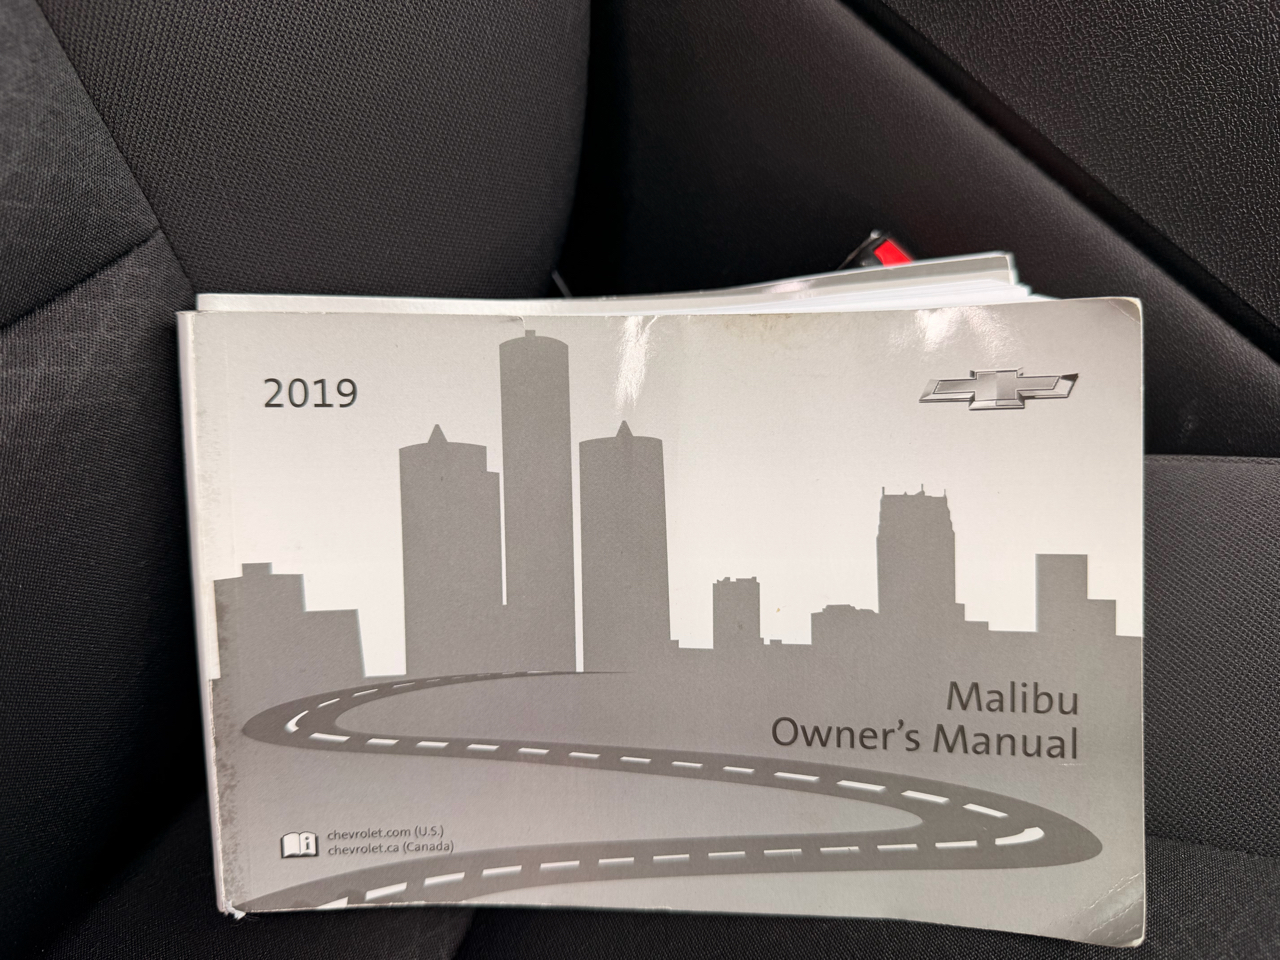 2019
Malibu
Owner's Manual
chevrolet.com (U.S.)
chevrolet.ca (Canada)